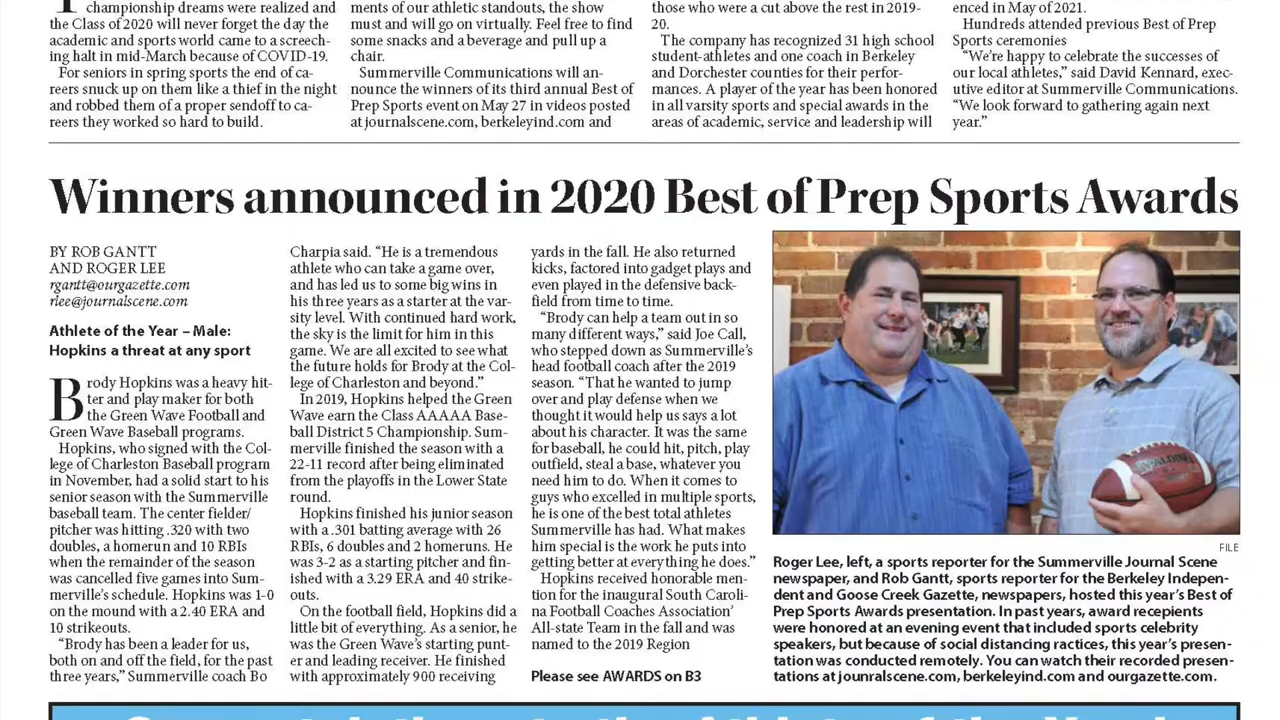 championship dreams were realized and
the Class of 2020 will never forget the day the
academic and sports world came to a screech-
ing halt in mid-March because of COVID-19.
For seniors in spring sports the end of ca-
reers snuck up on them like a thief in the night
and robbed them of a proper sendoff to ca-
reers they worked so hard to build.
ments of our athletic standouts, the show
must and will go on virtually. Feel free to find
some snacks and a beverage and pull up a
chair.
Summerville Communications will an-
nounce the winners of its third annual Best of
Prep Sports event on May 27 in videos posted
at journalscene.com, berkeleyind.com and
those who were a cut above the rest in 2019-
20.
The company has recognized 31 high school
student-athletes and one coach in Berkeley
and Dorchester counties for their perfor-
mances. A player of the year has been honored
in all varsity sports and special awards in the
areas of academic, service and leadership will
enced in May of 2021.
Hundreds attended previous Best of Prep
Sports ceremonies
“We’re happy to celebrate the successes of
our local athletes,” said David Kennard, exec-
utive editor at Summerville Communications.
“We look forward to gathering again next
year.”
Winners announced in 2020 Best of Prep Sports Awards
BY ROB GANTT
AND ROGER LEE
rgantt@ourgazette.com
rlee@journalscene.com
Athlete of the Year – Male:
Hopkins a threat at any sport
Brody Hopkins was a heavy hit-
ter and play maker for both
the Green Wave Football and
Green Wave Baseball programs.
Hopkins, who signed with the Col-
lege of Charleston Baseball program
in November, had a solid start to his
senior season with the Summerville
baseball team. The center fielder/
pitcher was hitting .320 with two
doubles, a homerun and 10 RBIs
when the remainder of the season
was cancelled five games into Sum-
merville’s schedule. Hopkins was 1-0
on the mound with a 2.40 ERA and
10 strikeouts.
“Brody has been a leader for us,
both on and off the field, for the past
three years,” Summerville coach Bo
Charpia said. “He is a tremendous
athlete who can take a game over,
and has led us to some big wins in
his three years as a starter at the var-
sity level. With continued hard work,
the sky is the limit for him in this
game. We are all excited to see what
the future holds for Brody at the Col-
lege of Charleston and beyond.”
In 2019, Hopkins helped the Green
Wave earn the Class AAAAA Base-
ball District 5 Championship. Sum-
merville finished the season with a
22-11 record after being eliminated
from the playoffs in the Lower State
round.
Hopkins finished his junior season
with a .301 batting average with 26
RBIs, 6 doubles and 2 homeruns. He
was 3-2 as a starting pitcher and fin-
ished with a 3.29 ERA and 40 strike-
outs.
On the football field, Hopkins did a
little bit of everything. As a senior, he
was the Green Wave’s starting punt-
er and leading receiver. He finished
with approximately 900 receiving
yards in the fall. He also returned
kicks, factored into gadget plays and
even played in the defensive back-
field from time to time.
“Brody can help a team out in so
many different ways,” said Joe Call,
who stepped down as Summerville’s
head football coach after the 2019
season. “That he wanted to jump
over and play defense when we
thought it would help us says a lot
about his character. It was the same
for baseball, he could hit, pitch, play
outfield, steal a base, whatever you
need him to do. When it comes to
guys who excelled in multiple sports,
he is one of the best total athletes
Summerville has had. What makes
him special is the work he puts into
getting better at everything he does.”
Hopkins received honorable men-
tion for the inaugural South Caroli-
na Football Coaches Association’
All-state Team in the fall and was
named to the 2019 Region
Please see AWARDS on B3
SPALDING
FILE
Roger Lee, left, a sports reporter for the Summerville Journal Scene
newspaper, and Rob Gantt, sports reporter for the Berkeley Indepen-
dent and Goose Creek Gazette, newspapers, hosted this year’s Best of
Prep Sports Awards presentation. In past years, award recepients
were honored at an evening event that included sports celebrity
speakers, but because of social distancing ractices, this year’s presen-
tation was conducted remotely. You can watch their recorded presen-
tations at jounralscene.com, berkeleyind.com and ourgazette.com.